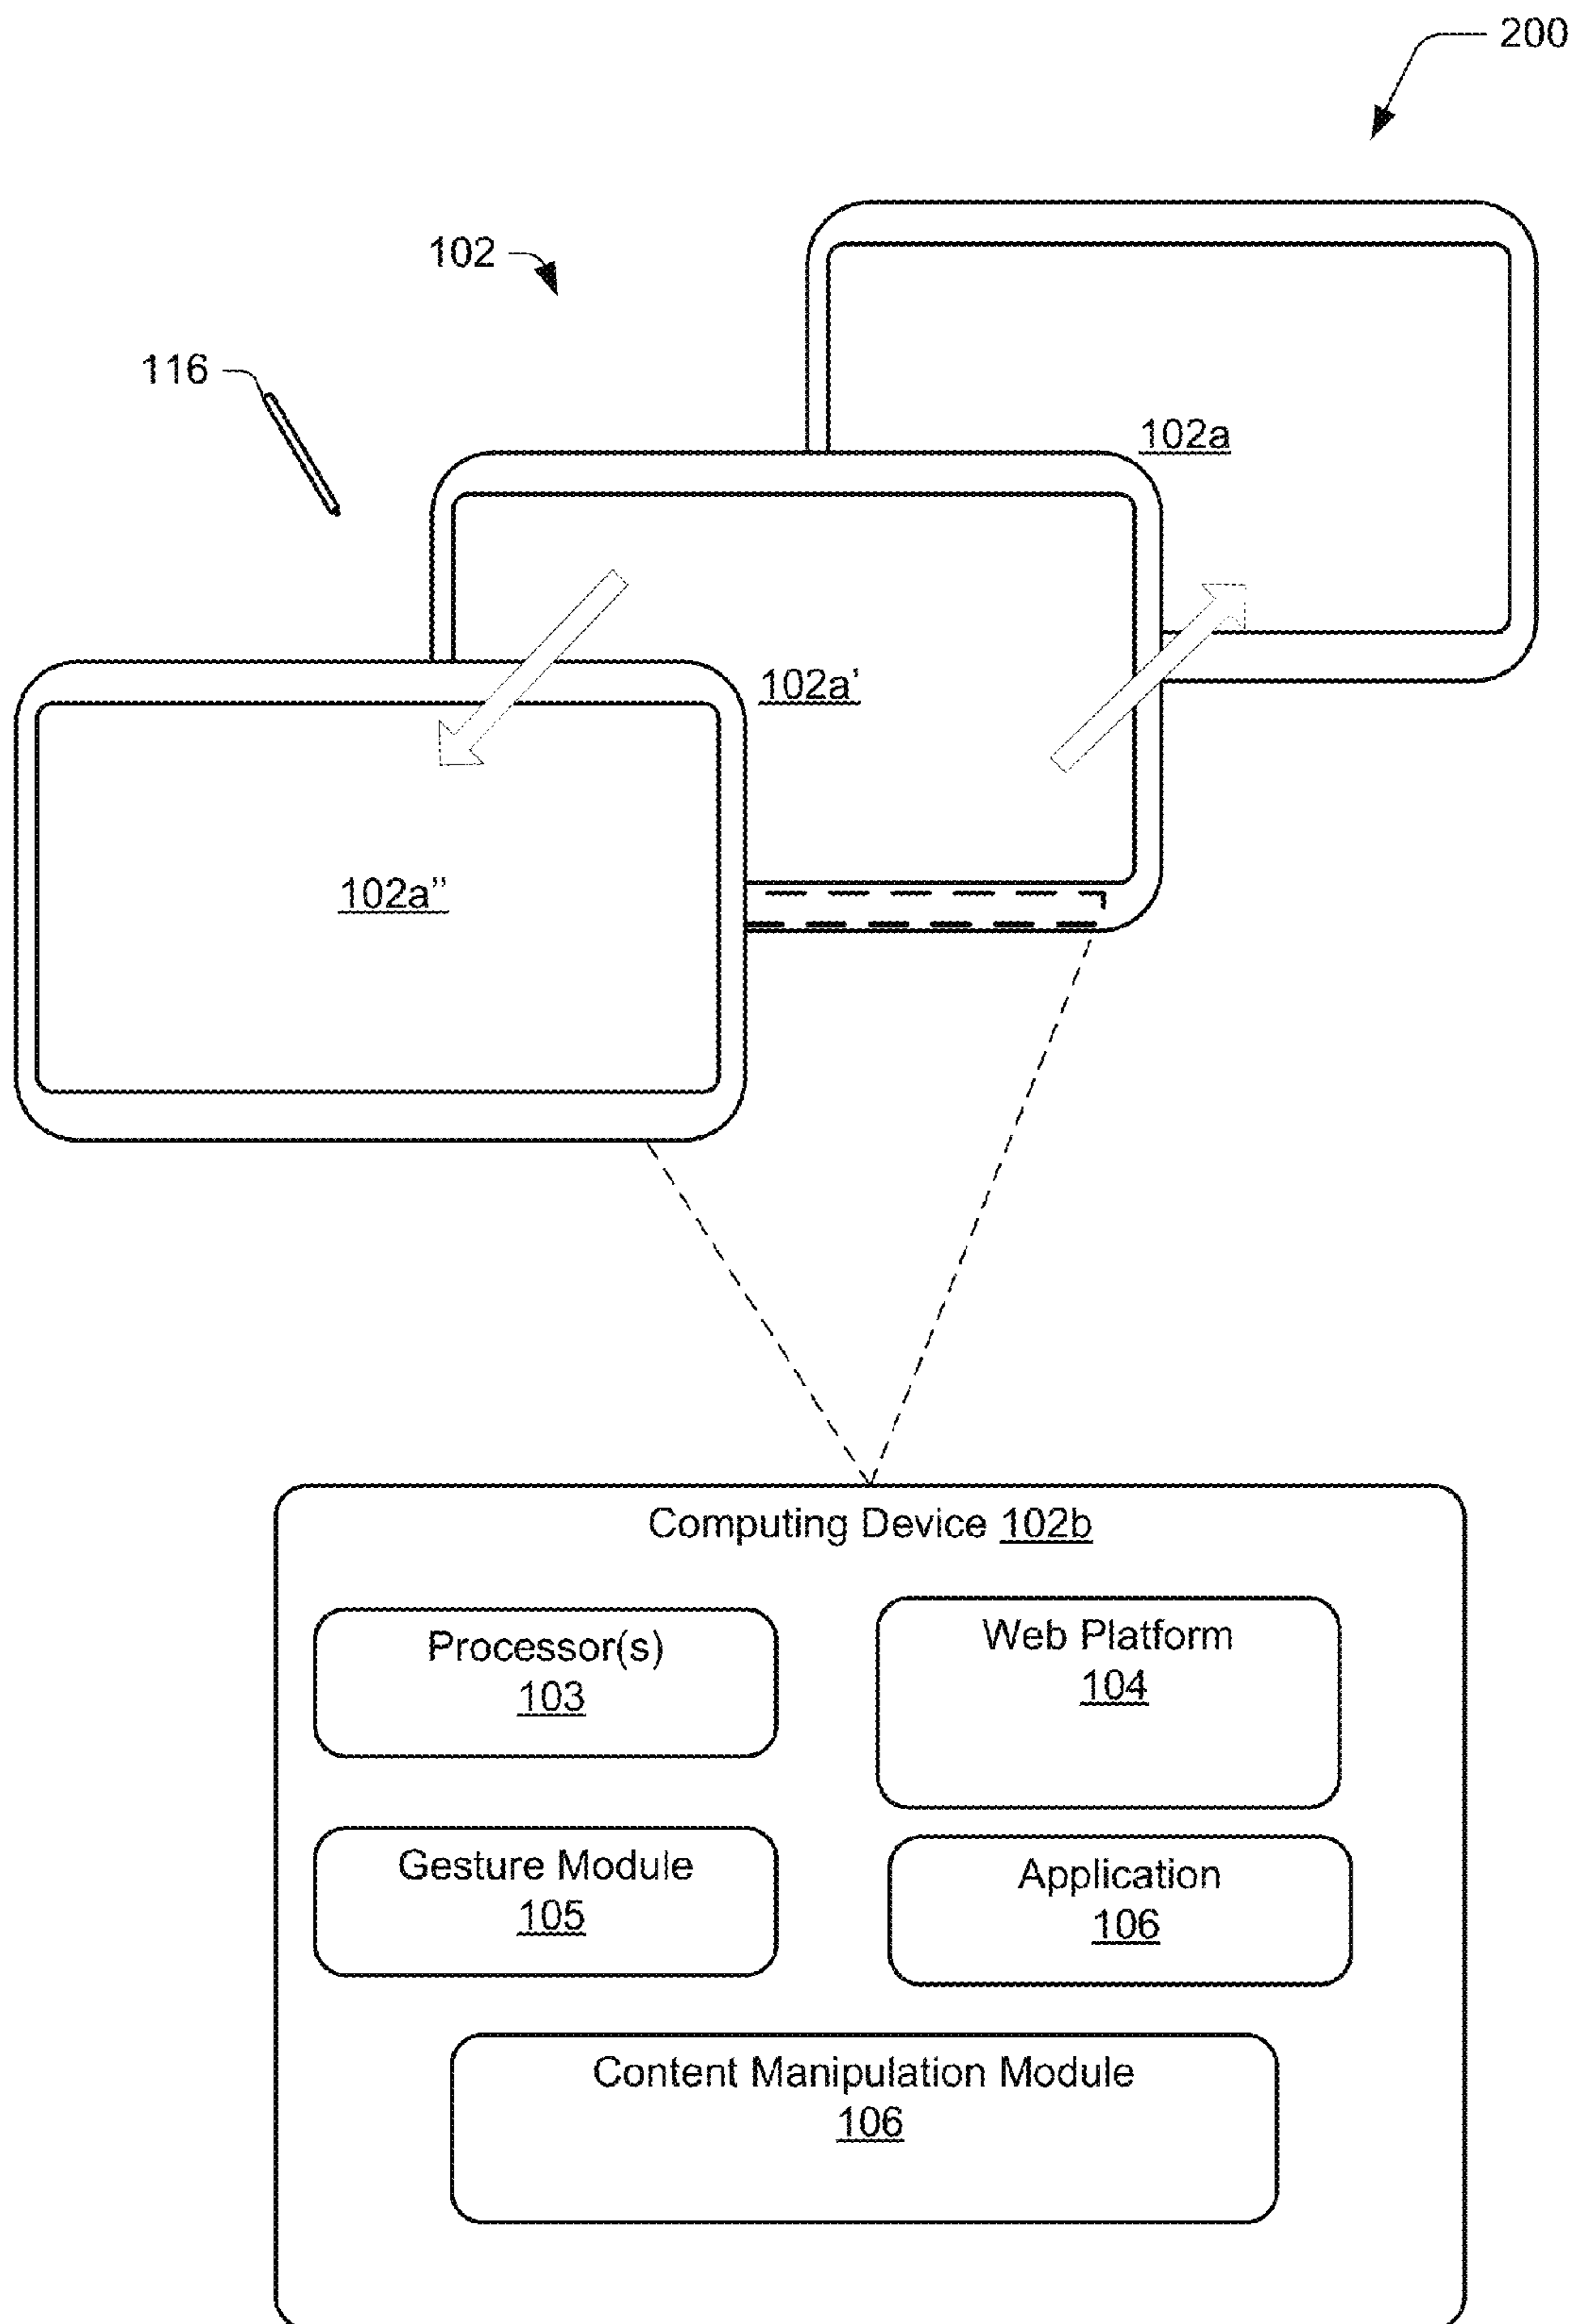 200
102
116
102a
102a’
102a”
Computing Device 102b
Processor(s)
103
Web Platform
104
Gesture Module
105
Application
106
Content Manipulation Module
106